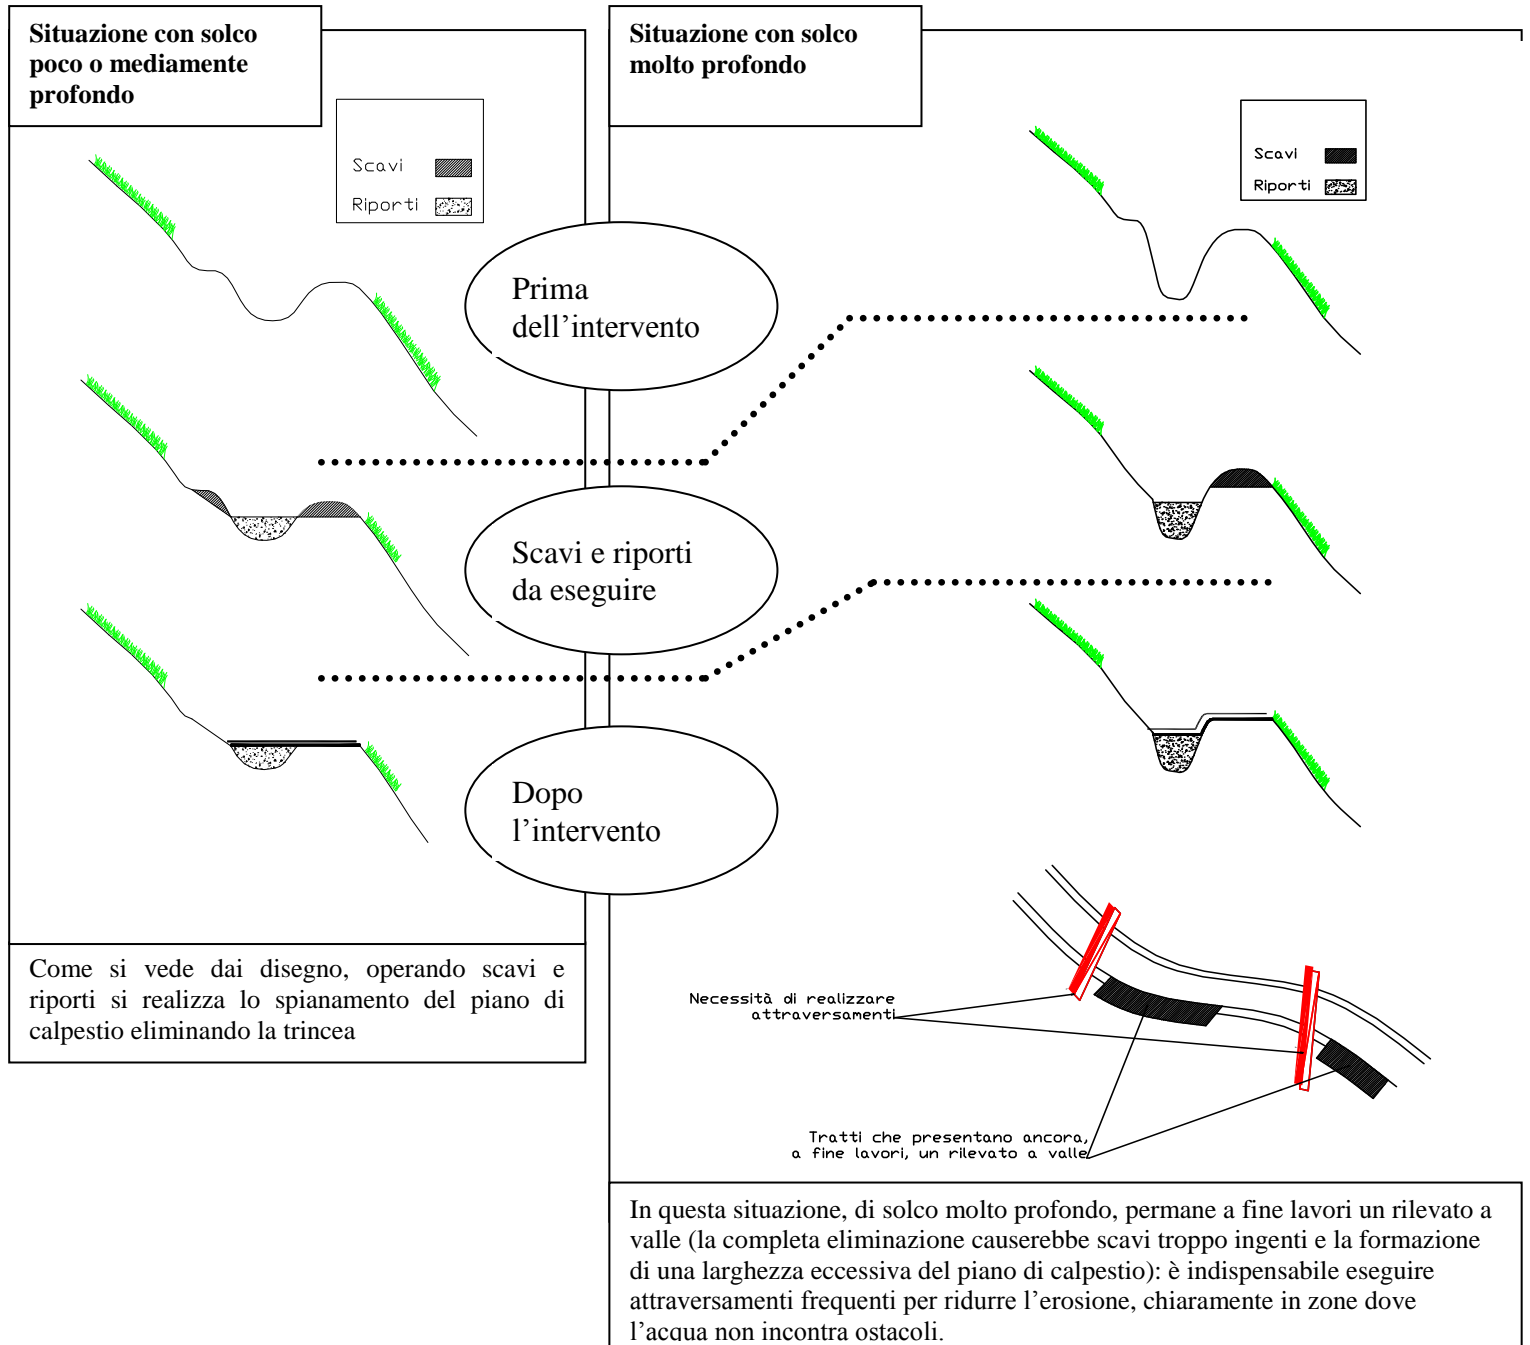 Situazione con solco
poco o mediamente
profondo
Scavi
Riporti
Situazione con solco
molto profondo
Scavi
Riporti
Prima
dell’intervento
Scavi e riporti
da eseguire
Dopo
l’intervento
Come si vede dai disegno, operando scavi e
riporti si realizza lo spianamento del piano di
calpestio eliminando la trincea
Necessità di realizzare
attraversamenti
Tratti che presentano ancora,
a fine lavori, un rilevato a valle
In questa situazione, di solco molto profondo, permane a fine lavori un rilevato a
valle (la completa eliminazione causerebbe scavi troppo ingenti e la formazione
di una larghezza eccessiva del piano di calpestio): è indispensabile eseguire
attraversamenti frequenti per ridurre l’erosione, chiaramente in zone dove
l’acqua non incontra ostacoli.